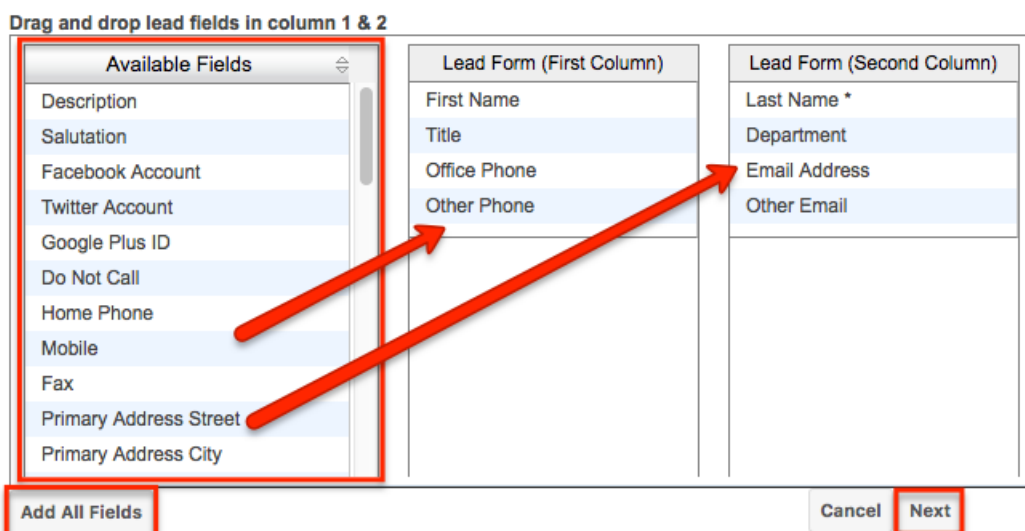 Drag and drop lead fields in column 1 & 2
Available Fields
Description
Salutation
Facebook Account
Twitter Account
Google Plus ID
Do Not Call
Home Phone
Mobile
Fax
Primary Address Street
Primary Address City
Lead Form (First Column)
First Name
Title
Office Phone
Other Phone
Lead Form (Second Column)
Last Name *
Department
Email Address
Other Email
Add All Fields
Cancel
Next